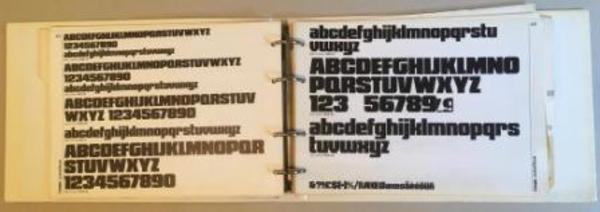 ABCDEFGHIJKLMNOPQRSTUVWXYZ
1234567890
abcdefghijklmnopqrstuvwxyz
ABCDEFGHIJKLMNOPQRSTUVWXYZ
1234567890
abcdefghijklmnopqrstuvwxyz
ABCDEFGHIJKLMNOPQRSTUV
WXYZ 1234567890
abcdefghijklmnopqrstuvwxyz
ABCDEFGHIJKLMNOPQR
STUVWXYZ
1234567890
abcdefghijklmnopqrstu
vwxyz
ABCDEFGHIJKLMNO
PQRSTUVWXYZ
123 56789
abcdefghijklmnopqrs
tuvwxyz